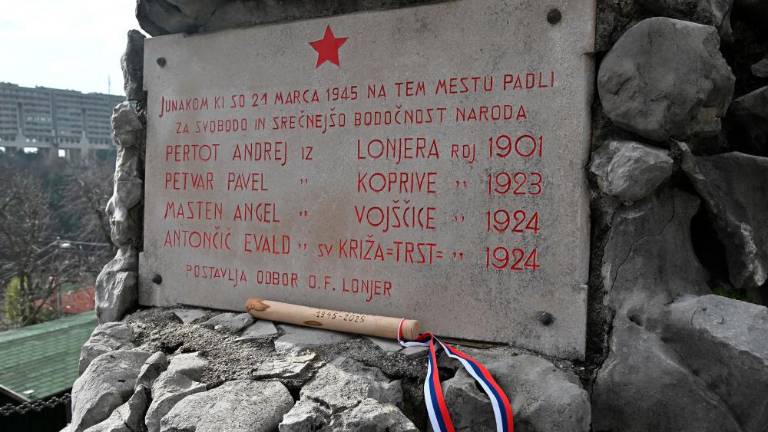 JUNAKOM KI SO 21 MARCA 1945 NA TEM MESTU PADLI
ZA SVOBODO IN SREČNEJŠO BODOČNOST NARODA
PERTOT ANDREJ IZ LONJERA ROJ 1901
PETVAR PAVEL " KOPRIVE " 1923
MASTEN ANGEL " VOJŠČICE " 1924
ANTONČIČ EVALD " SV KRIŽA=TRST= " 1924
POSTAVLJA ODBOR O.F. LONJER
1945-2025